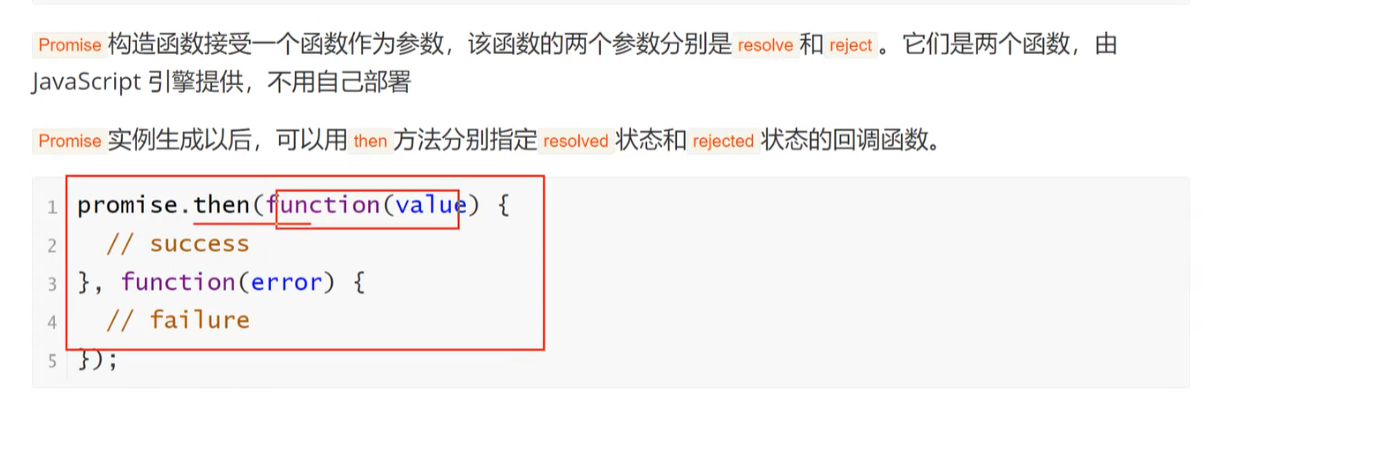 Promise 构造函数接受一个函数作为参数，该函数的两个参数分别是 resolve 和 reject 。它们是两个函数，由
JavaScript 引擎提供，不用自己部署
Promise 实例生成以后，可以用 then 方法分别指定 resolved 状态和 rejected 状态的回调函数。
1 promise.then(function(value) {
2   // success
3 }, function(error) {
4   // failure
5 });